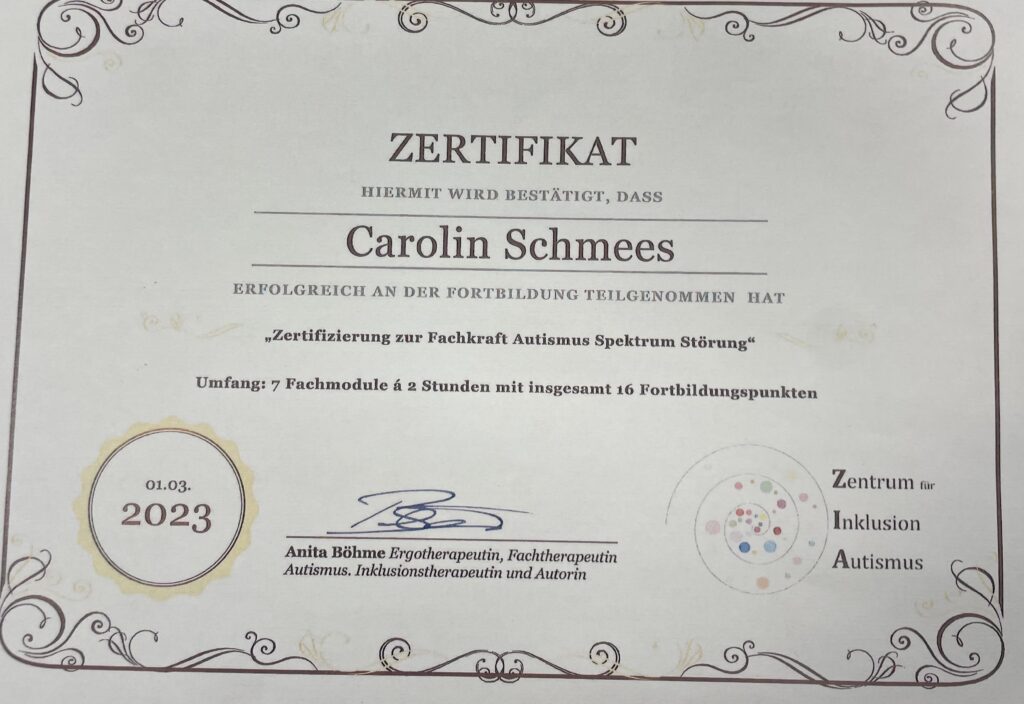 ZERTIFIKAT
HIERMIT WIRD BESTÄTIGT, DASS
Carolin Schmees
ERFOLGREICH AN DER FORTBILDUNG TEILGENOMMEN HAT
„Zertifizierung zur Fachkraft Autismus Spektrum Störung“
Umfang: 7 Fachmodule á 2 Stunden mit insgesamt 16 Fortbildungspunkten
01.03.
2023
Anita Böhme Ergotherapeutin, Fachtherapeutin
Autismus. Inklusionstherapeutin und Autorin
Zentrum für
Inklusion
Autismus